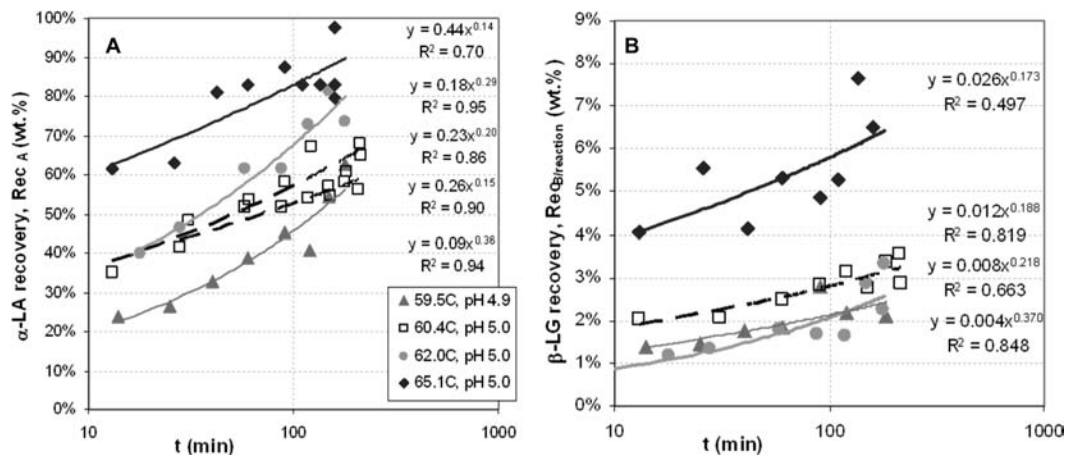 A
α-LA recovery, Rec A (wt.%)
100%
90%
80%
70%
60%
50%
40%
30%
20%
10%
0%
y = 0.44x^0.14
R² = 0.70
y = 0.18x^0.29
R² = 0.95
y = 0.23x^0.20
R² = 0.86
y = 0.26x^0.15
R² = 0.90
y = 0.09x^0.36
R² = 0.94
59.5C, pH 4.9
60.4C, pH 5.0
62.0C, pH 5.0
65.1C, pH 5.0
10 100 1000
t (min)
B
β-LG recovery, Rec B/reaction (wt.%)
9%
8%
7%
6%
5%
4%
3%
2%
1%
0%
y = 0.026x^0.173
R² = 0.497
y = 0.012x^0.188
R² = 0.819
y = 0.008x^0.218
R² = 0.663
y = 0.004x^0.370
R² = 0.848
10 100 1000
t (min)